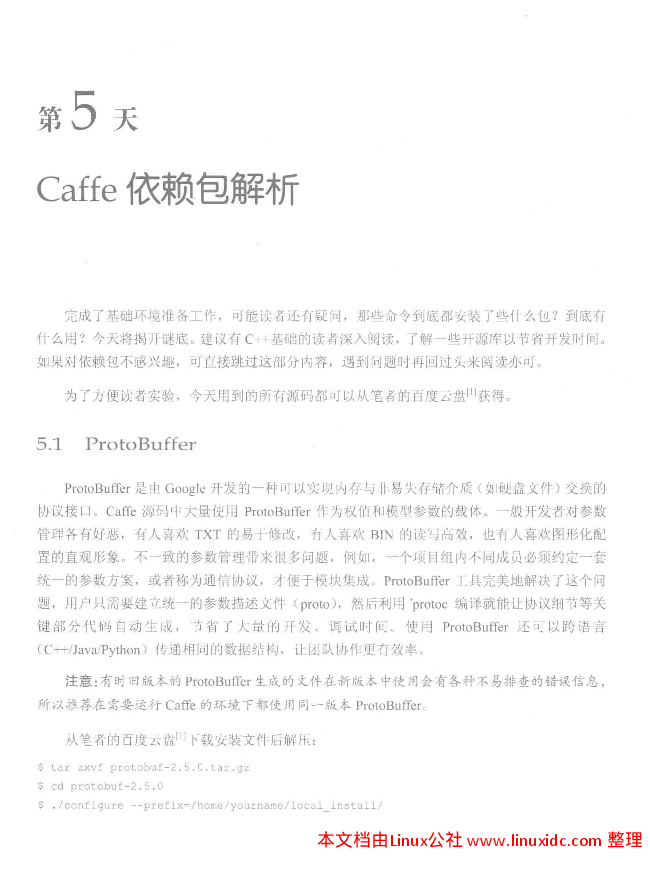 第 5 天
Caffe 依赖包解析
完成了基础环境准备工作，可能读者还有疑问，那些命令到底都安装了些什么包？到底有
什么用？今天将揭开谜底。建议有 C++基础的读者深入阅读，了解一些开源库以节省开发时间。
如果对依赖包不感兴趣，可直接跳过这部分内容，遇到问题时再回过头来阅读亦可。
为了方便读者实验，今天用到的所有源码都可以从笔者的百度云盘[1]获得。
5.1 ProtoBuffer
ProtoBuffer 是由 Google 开发的一种可以实现内存与非易失存储介质（如硬盘文件）交换的
协议接口。Caffe 源码中大量使用 ProtoBuffer 作为权值和模型参数的载体。一般开发者对参数
管理各有好恶，有人喜欢 TXT 的易于修改，有人喜欢 BIN 的读写高效，也有人喜欢图形化配
置的直观形象。不一致的参数管理带来很多问题，例如，一个项目组内不同成员必须约定一套
统一的参数方案，或者称为通信协议，才便于模块集成。ProtoBuffer 工具完美地解决了这个问
题，用户只需要建立统一的参数描述文件（proto），然后利用 protoc 编译就能让协议细节等关
键部分代码自动生成，节省了大量的开发、调试时间。使用 ProtoBuffer 还可以跨语言
（C++/Java/Python）传递相同的数据结构，让团队协作更有效率。
注意：有时旧版本的 ProtoBuffer 生成的文件在新版本中使用会有各种不易排查的错误信息，
所以推荐在需要运行 Caffe 的环境下都使用同一版本 ProtoBuffer。
从笔者的百度云盘[1]下载安装文件后解压：
$ tar zxvf protobuf-2.5.0.tar.gz
$ cd protobuf-2.5.0
$ ./configure --prefix=/home/yourname/local_install/
本文档由Linux公社 www.linuxidc.com 整理